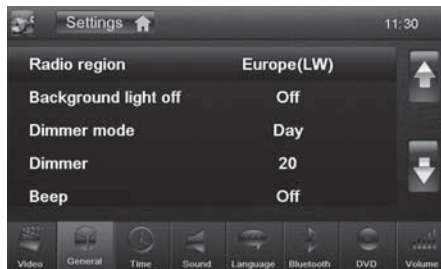 Settings 11:30
Radio region Europe(LW)
Background light off Off
Dimmer mode Day
Dimmer 20
Beep Off
Video General Time Sound Language Bluetooth DVD Volume